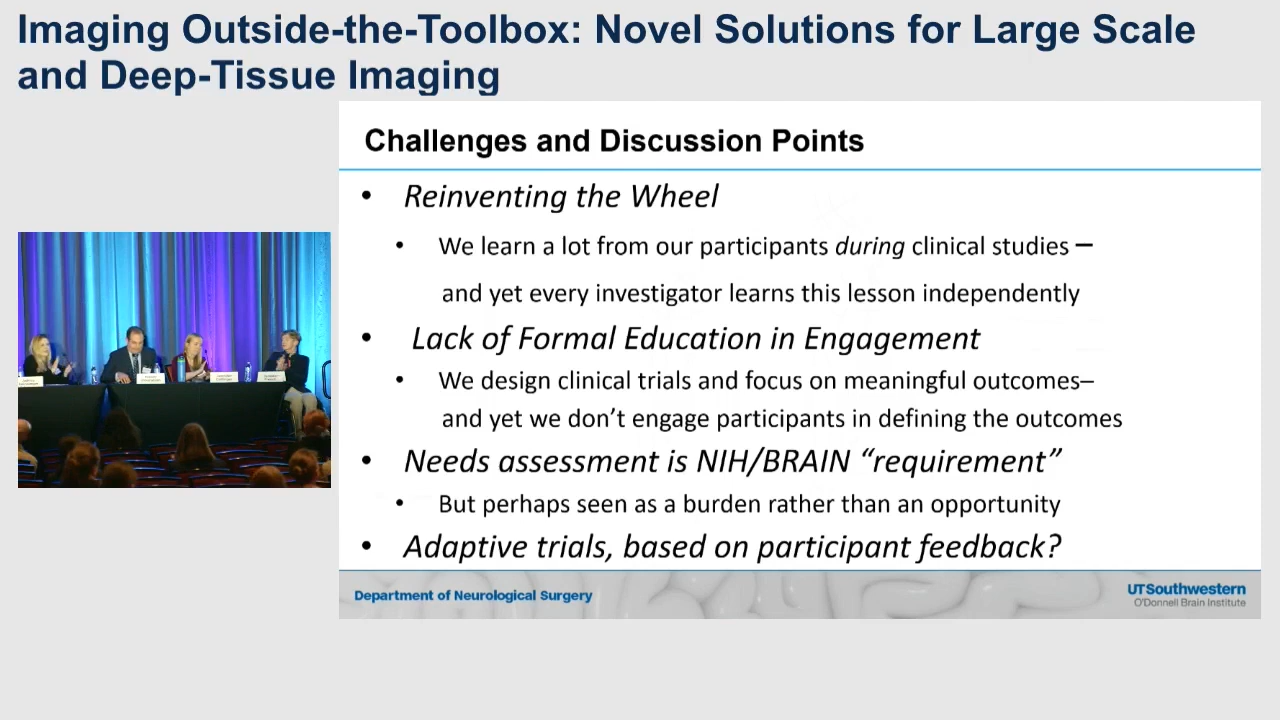 Imaging Outside-the-Toolbox: Novel Solutions for Large Scale
and Deep-Tissue Imaging
Challenges and Discussion Points
• Reinventing the Wheel
• We learn a lot from our participants during clinical studies –
and yet every investigator learns this lesson independently
• Lack of Formal Education in Engagement
• We design clinical trials and focus on meaningful outcomes–
and yet we don’t engage participants in defining the outcomes
• Needs assessment is NIH/BRAIN “requirement”
• But perhaps seen as a burden rather than an opportunity
• Adaptive trials, based on participant feedback?
Department of Neurological Surgery
UTSouthwestern
O'Donnell Brain Institute